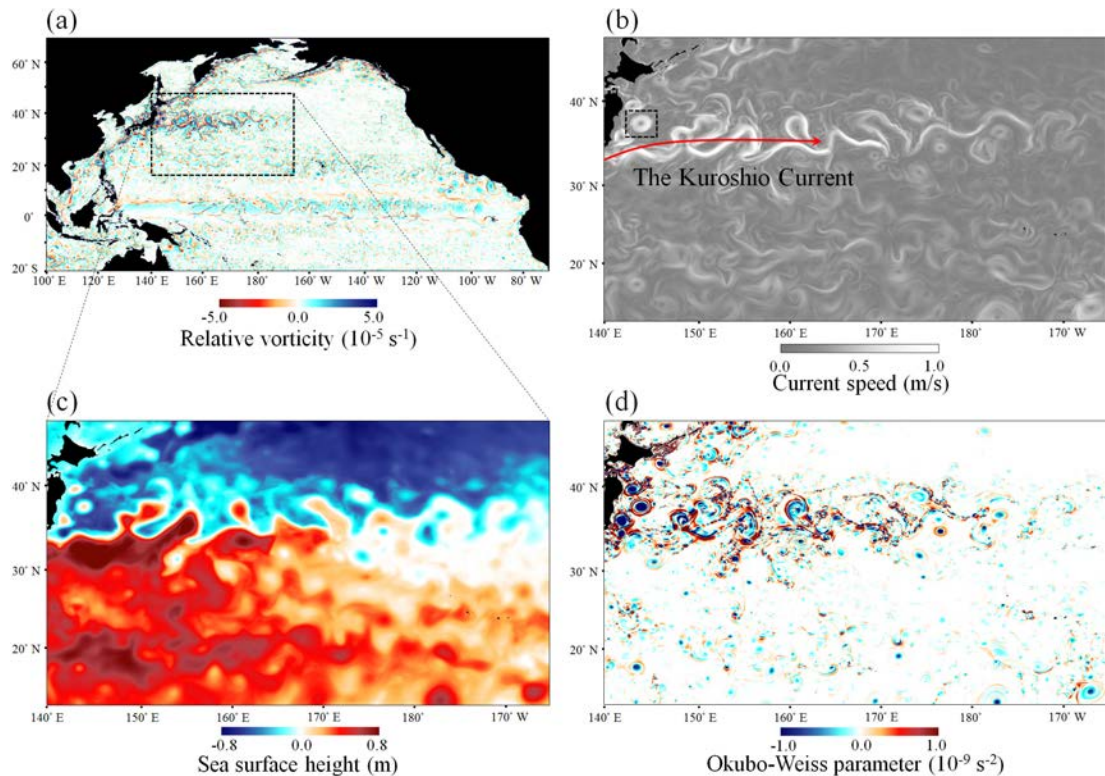 (a)
60° N
40° N
20° N
0°
20° S
100° E 120° E 140° E 160° E 180° 160° W 140° W 120° W 100° W 80° W
-5.0 0.0 5.0
Relative vorticity (10⁻⁵ s⁻¹)
(b)
40° N
30° N
20° N
The Kuroshio Current
140° E 150° E 160° E 170° E 180° 170° W
0.0 0.5 1.0
Current speed (m/s)
(c)
40° N
30° N
20° N
140° E 150° E 160° E 170° E 180° 170° W
-0.8 0.0 0.8
Sea surface height (m)
(d)
40° N
30° N
20° N
140° E 150° E 160° E 170° E 180° 170° W
-1.0 0.0 1.0
Okubo-Weiss parameter (10⁻⁹ s⁻²)